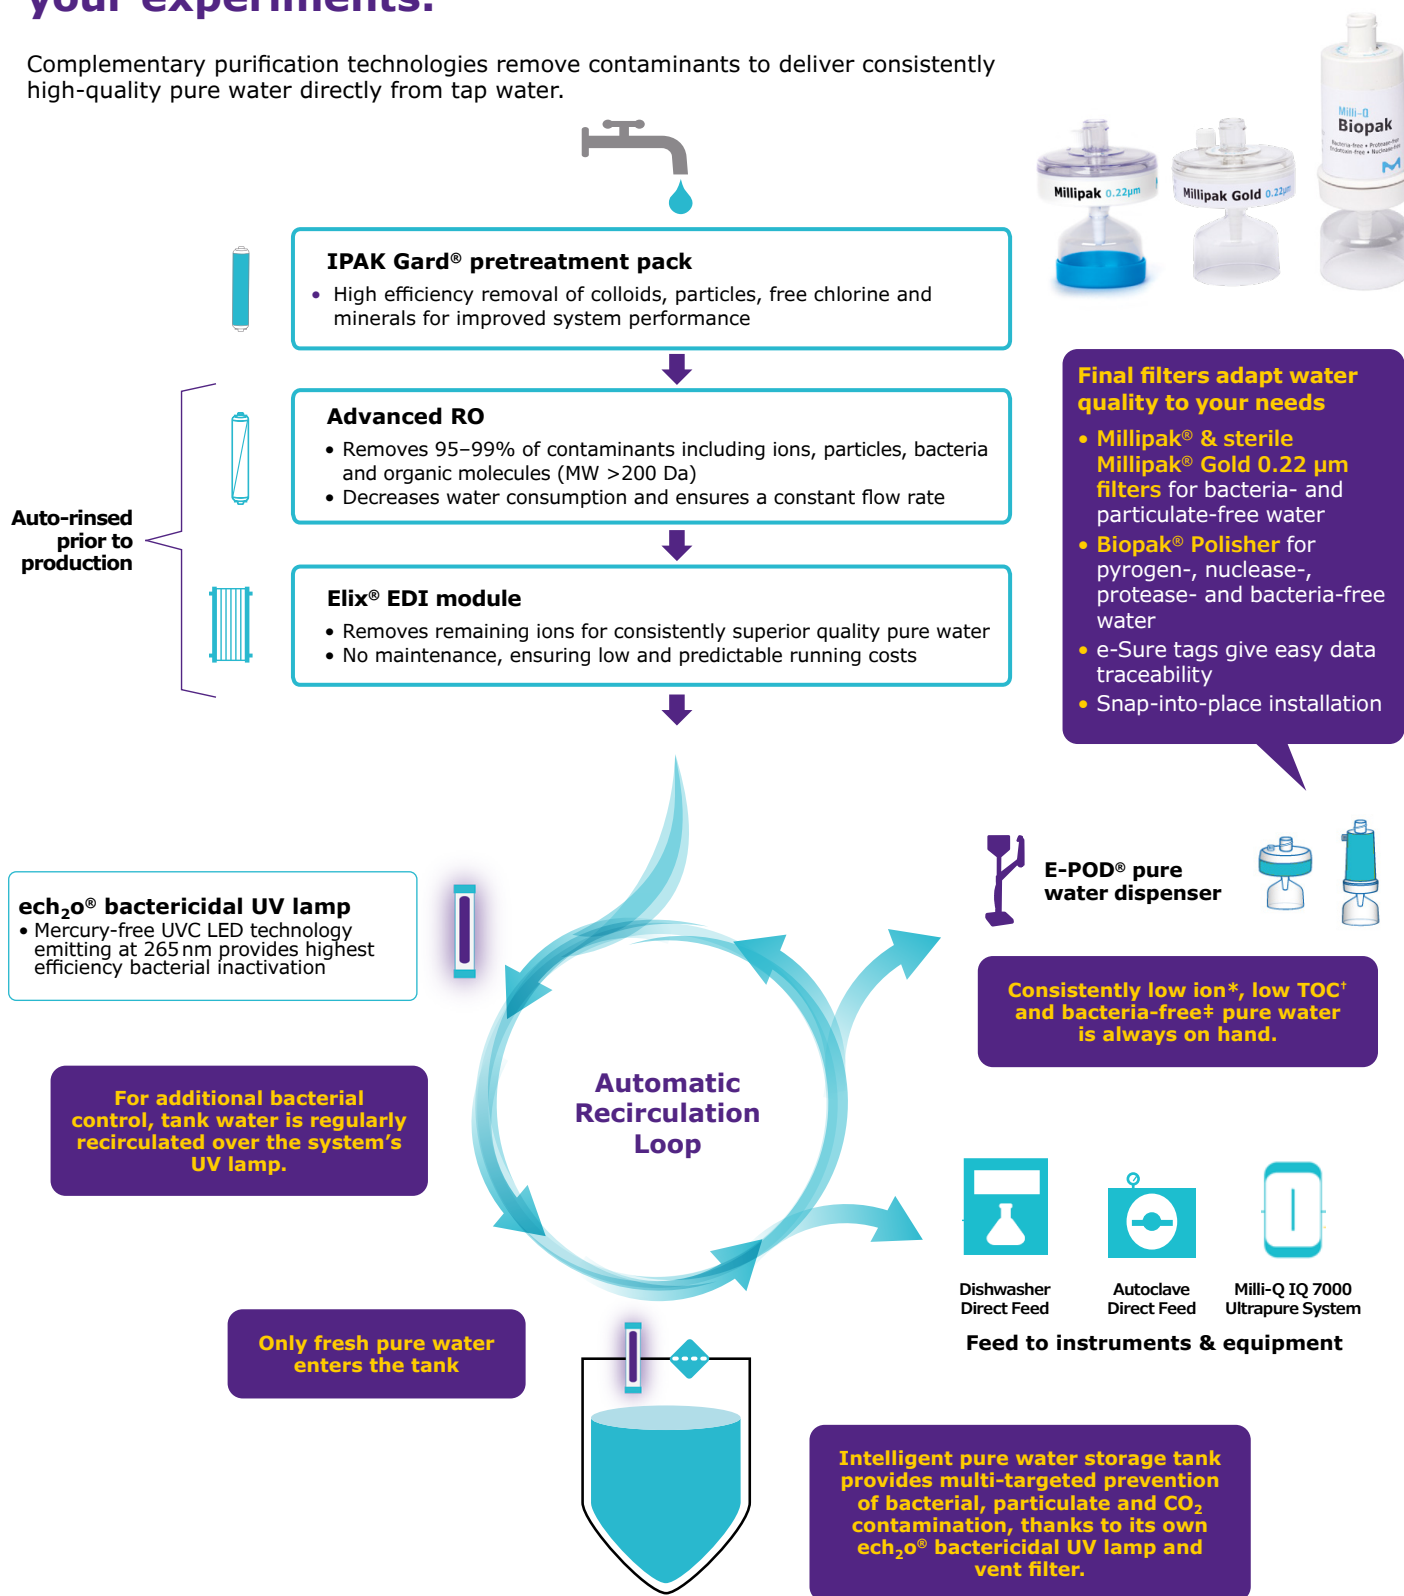 your experiments.
Complementary purification technologies remove contaminants to deliver consistently
high-quality pure water directly from tap water.
Milli-Q
Biopak
Bacteria-free • Protease-free
Endotoxin-free • Nuclease-free
Millipak 0.22µm
Millipak Gold 0.22µm
IPAK Gard® pretreatment pack
• High efficiency removal of colloids, particles, free chlorine and
minerals for improved system performance
Advanced RO
• Removes 95–99% of contaminants including ions, particles, bacteria
and organic molecules (MW >200 Da)
• Decreases water consumption and ensures a constant flow rate
Auto-rinsed
prior to
production
Elix® EDI module
• Removes remaining ions for consistently superior quality pure water
• No maintenance, ensuring low and predictable running costs
Final filters adapt water
quality to your needs
• Millipak® & sterile
Millipak® Gold 0.22 µm
filters for bacteria- and
particulate-free water
• Biopak® Polisher for
pyrogen-, nuclease-,
protease- and bacteria-free
water
• e-Sure tags give easy data
traceability
• Snap-into-place installation
E-POD® pure
water dispenser
ech₂o® bactericidal UV lamp
• Mercury-free UVC LED technology
emitting at 265 nm provides highest
efficiency bacterial inactivation
Consistently low ion*, low TOC†
and bacteria-free‡ pure water
is always on hand.
For additional bacterial
control, tank water is regularly
recirculated over the system’s
UV lamp.
Automatic
Recirculation
Loop
Dishwasher
Direct Feed
Autoclave
Direct Feed
Milli-Q IQ 7000
Ultrapure System
Feed to instruments & equipment
Only fresh pure water
enters the tank
Intelligent pure water storage tank
provides multi-targeted prevention
of bacterial, particulate and CO₂
contamination, thanks to its own
ech₂o® bactericidal UV lamp and
vent filter.